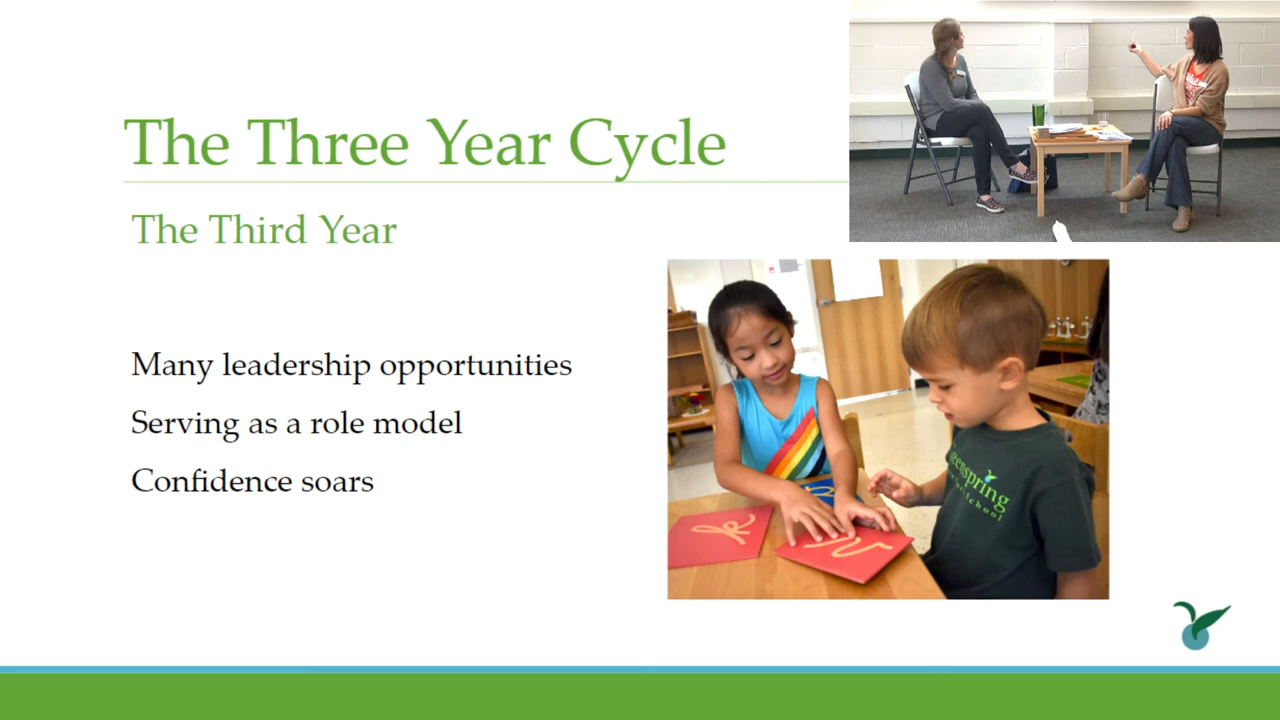 The Three Year Cycle
The Third Year
Many leadership opportunities
Serving as a role model
Confidence soars